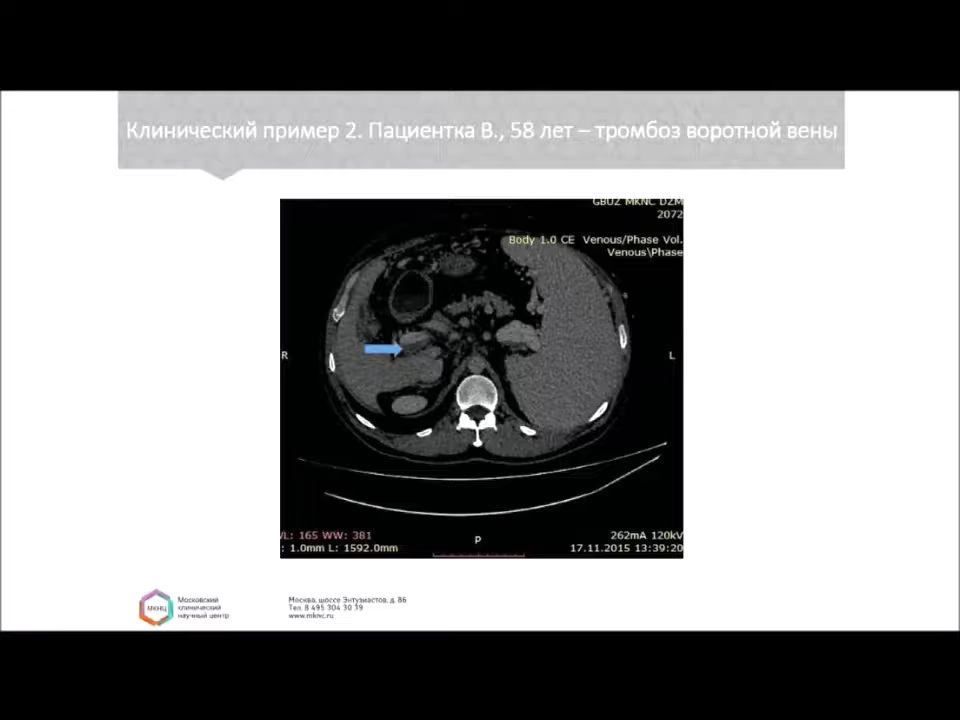 Клинический пример 2. Пациентка В., 58 лет – тромбоз воротной вены
GBUZ MKNC DZM
2072
Body 1.0 CE Venous/Phase Vol.
Venous\Phase
R
L
WL: 165 WW: 381
: 1.0mm L: 1592.0mm
P
262mA 120kV
17.11.2015 13:39:20
МКНЦ
Московский
клинический
научный центр
Москва, шоссе Энтузиастов, д. 86
Тел. 8 495 304 30 39
www.mknc.ru